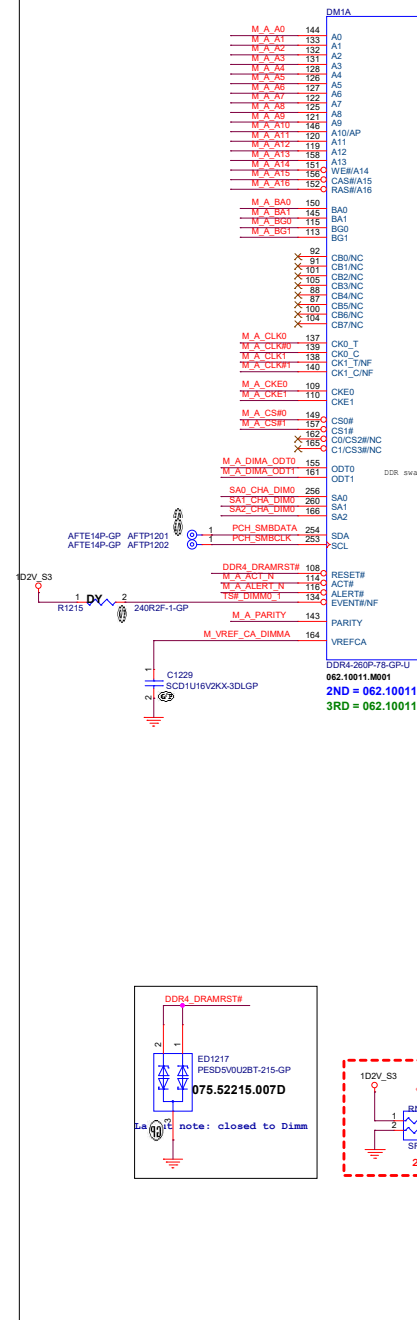 DM1A
M_A_A0 144 A0
M_A_A1 133 A1
M_A_A2 132 A2
M_A_A3 131 A3
M_A_A4 128 A4
M_A_A5 126 A5
M_A_A6 127 A6
M_A_A7 122 A7
M_A_A8 125 A8
M_A_A9 121 A9
M_A_A10 146 A10/AP
M_A_A11 120 A11
M_A_A12 119 A12
M_A_A13 158 A13
M_A_A14 151 WE#/A14
M_A_A15 156 CAS#/A15
M_A_A16 152 RAS#/A16
M_A_BA0 150 BA0
M_A_BA1 145 BA1
M_A_BG0 115 BG0
M_A_BG1 113 BG1
92 CB0/NC
91 CB1/NC
101 CB2/NC
105 CB3/NC
88 CB4/NC
87 CB5/NC
100 CB6/NC
104 CB7/NC
M_A_CLK0 137 CK0_T
M_A_CLK#0 139 CK0_C
M_A_CLK1 138 CK1_T/NF
M_A_CLK#1 140 CK1_C/NF
M_A_CKE0 109 CKE0
M_A_CKE1 110 CKE1
M_A_CS#0 149 CS0#
M_A_CS#1 157 CS1#
162 C0/CS2#/NC
165 C1/CS3#/NC
M_A_DIMA_ODT0 155 ODT0
M_A_DIMA_ODT1 161 ODT1
DDR swa
SA0_CHA_DIM0 256 SA0
SA1_CHA_DIM0 260 SA1
SA2_CHA_DIM0 166 SA2
AFTE14P-GP AFTP1201 1 PCH_SMBDATA 254 SDA
AFTE14P-GP AFTP1202 1 PCH_SMBCLK 253 SCL
1D2V_S3
DDR4_DRAMRST# 108 RESET#
M_A_ACT_N 114 ACT#
M_A_ALERT_N 116 ALERT#
TS#_DIMM0_1 134 EVENT#/NF
1 DY 2
R1215 240R2F-1-GP
M_A_PARITY 143 PARITY
M_VREF_CA_DIMMA 164 VREFCA
1
C1229
SCD1U16V2KX-3DLGP
2
DDR4-260P-78-GP-U
062.10011.M001
2ND = 062.10011
3RD = 062.10011
DDR4_DRAMRST#
2 1
ED1217
PESD5V0U2BT-215-GP
075.52215.007D
3
note: closed to Dimm
1D2V_S3
1
2
2